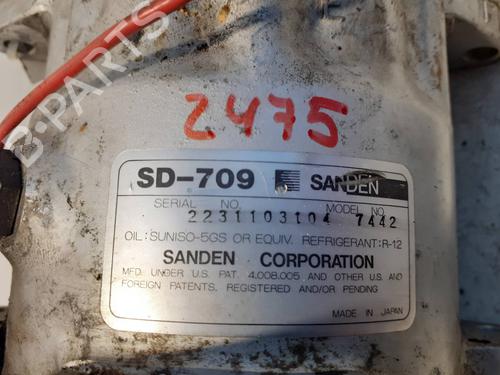 2475
SD-709 SANDEN
SERIAL NO. MODEL NO.
2231103104 7442
OIL: SUNISO-5GS OR EQUIV. REFRIGERANT: R-12
SANDEN CORPORATION
MFD. UNDER U.S. PAT. 4.008.005 AND OTHER U.S. AND
FOREIGN PATENTS, REGISTERED AND/OR PENDING
MADE IN JAPAN
B-PARTS